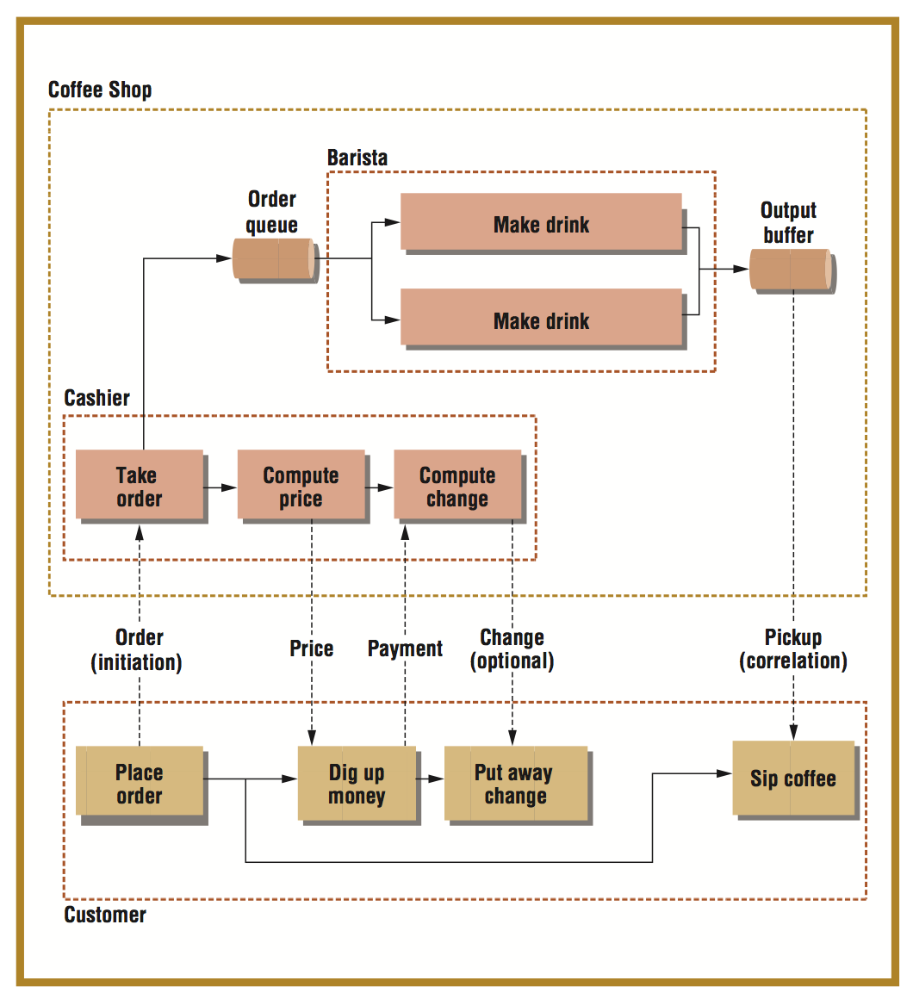 Coffee Shop
Barista
Order
queue
Make drink
Output
buffer
Make drink
Cashier
Take
order
Compute
price
Compute
change
Order
(initiation)
Price
Payment
Change
(optional)
Pickup
(correlation)
Place
order
Dig up
money
Put away
change
Sip coffee
Customer